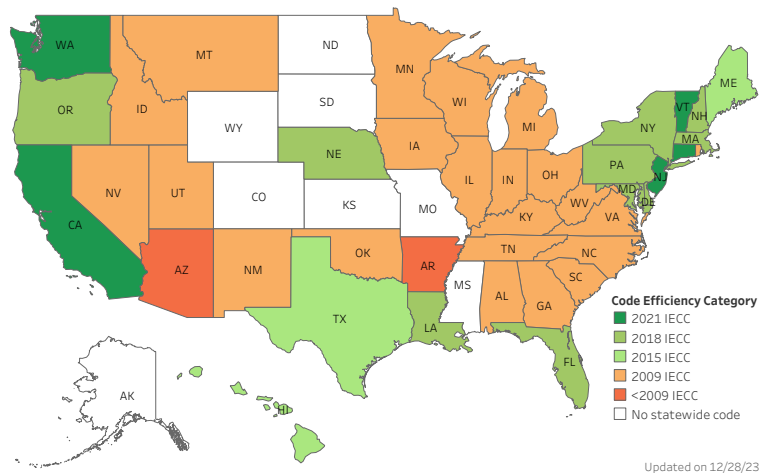 WA
MT
ND
MN
ME
OR
ID
SD
WI
MI
VT
NH
NY
MA
WY
NE
IA
PA
NJ
NV
UT
CO
KS
MO
IL
IN
OH
MD
DE
WV
VA
KY
CA
AZ
NM
OK
AR
TN
NC
SC
MS
AL
GA
TX
LA
FL
AK
HI
Code Efficiency Category
2021 IECC
2018 IECC
2015 IECC
2009 IECC
<2009 IECC
No statewide code
Updated on 12/28/23